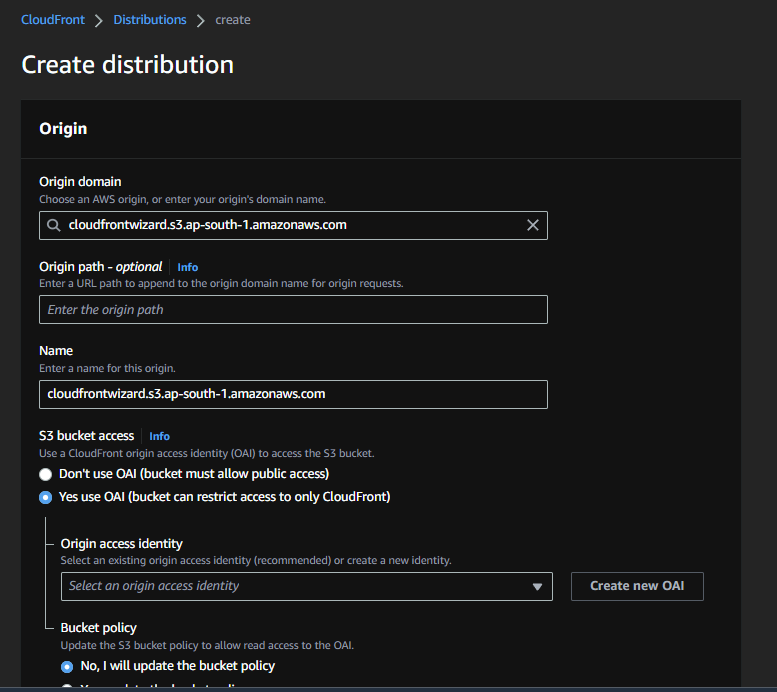 CloudFront > Distributions > create
Create distribution
Origin
Origin domain
Choose an AWS origin, or enter your origin's domain name.
cloudfrontwizard.s3.ap-south-1.amazonaws.com
Origin path - optional Info
Enter a URL path to append to the origin domain name for origin requests.
Enter the origin path
Name
Enter a name for this origin.
cloudfrontwizard.s3.ap-south-1.amazonaws.com
S3 bucket access Info
Use a CloudFront origin access identity (OAI) to access the S3 bucket.
Don't use OAI (bucket must allow public access)
Yes use OAI (bucket can restrict access to only CloudFront)
Origin access identity
Select an existing origin access identity (recommended) or create a new identity.
Select an origin access identity Create new OAI
Bucket policy
Update the S3 bucket policy to allow read access to the OAI.
No, I will update the bucket policy